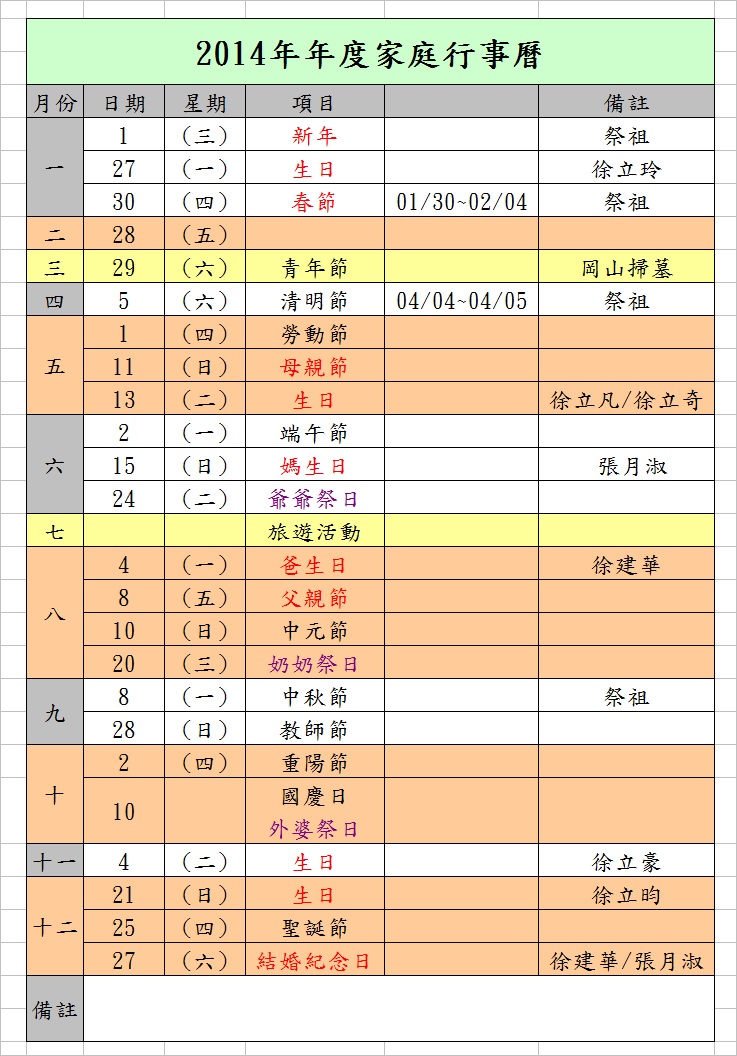 2014年年度家庭行事曆
月份 日期 星期 項目 備註
一 1 (三) 新年 祭祖
27 (一) 生日 徐立玲
30 (四) 春節 01/30~02/04 祭祖
二 28 (五)
三 29 (六) 青年節 岡山掃墓
四 5 (六) 清明節 04/04~04/05 祭祖
五 1 (四) 勞動節
11 (日) 母親節
13 (二) 生日 徐立凡/徐立奇
六 2 (一) 端午節
15 (日) 媽生日 張月淑
24 (二) 爺爺祭日
七 旅遊活動
八 4 (一) 爸生日 徐建華
8 (五) 父親節
10 (日) 中元節
20 (三) 奶奶祭日
九 8 (一) 中秋節 祭祖
28 (日) 教師節
十 2 (四) 重陽節
10 國慶日
外婆祭日
十一 4 (二) 生日 徐立豪
十二 21 (日) 生日 徐立昀
25 (四) 聖誕節
27 (六) 結婚紀念日 徐建華/張月淑
備註